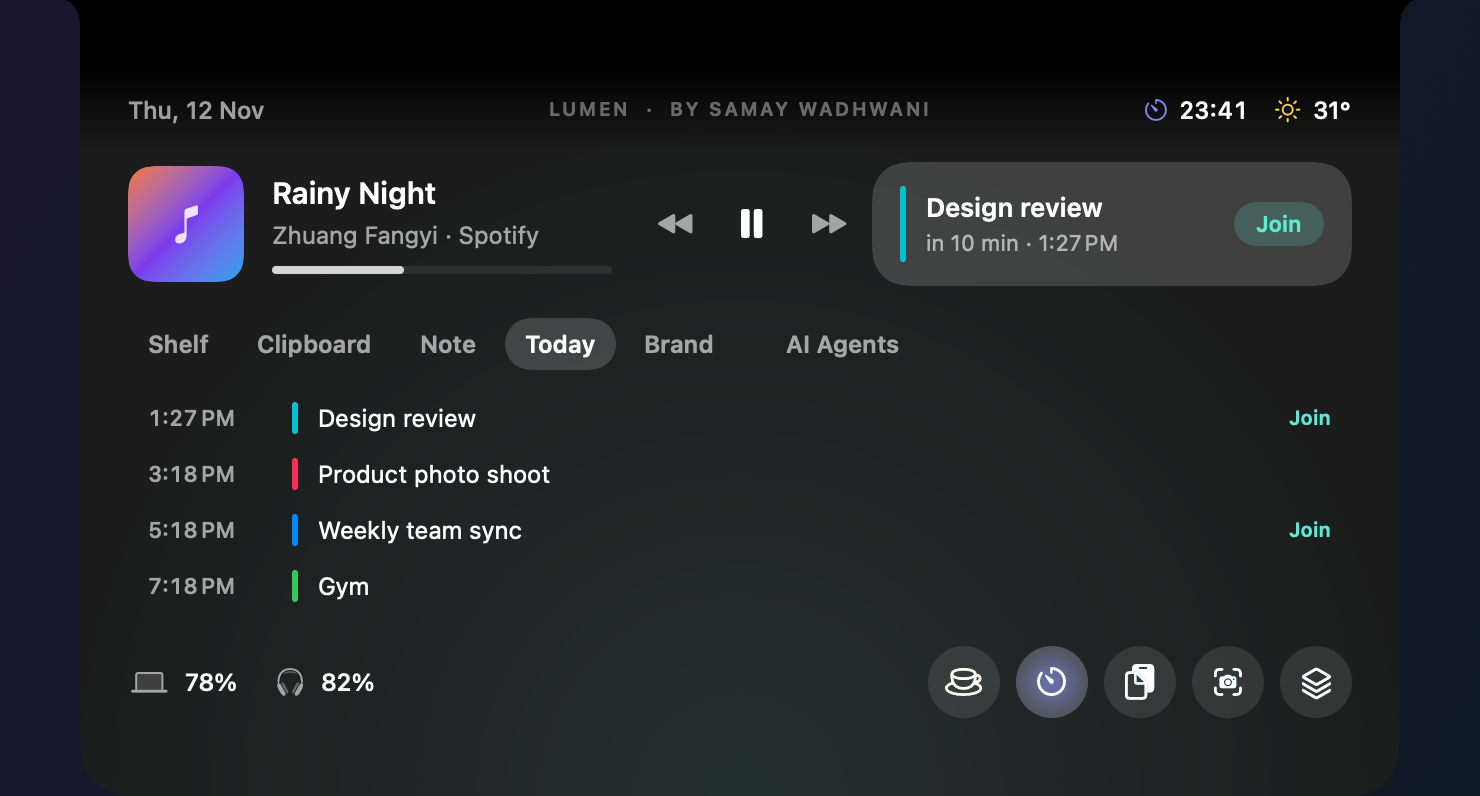 Thu, 12 Nov
LUMEN · BY SAMAY WADHWANI
23:41
31°
Rainy Night
Zhuang Fangyi · Spotify
Design review
in 10 min · 1:27 PM
Join
Shelf
Clipboard
Note
Today
Brand
AI Agents
1:27 PM Design review Join
3:18 PM Product photo shoot
5:18 PM Weekly team sync Join
7:18 PM Gym
78%
82%